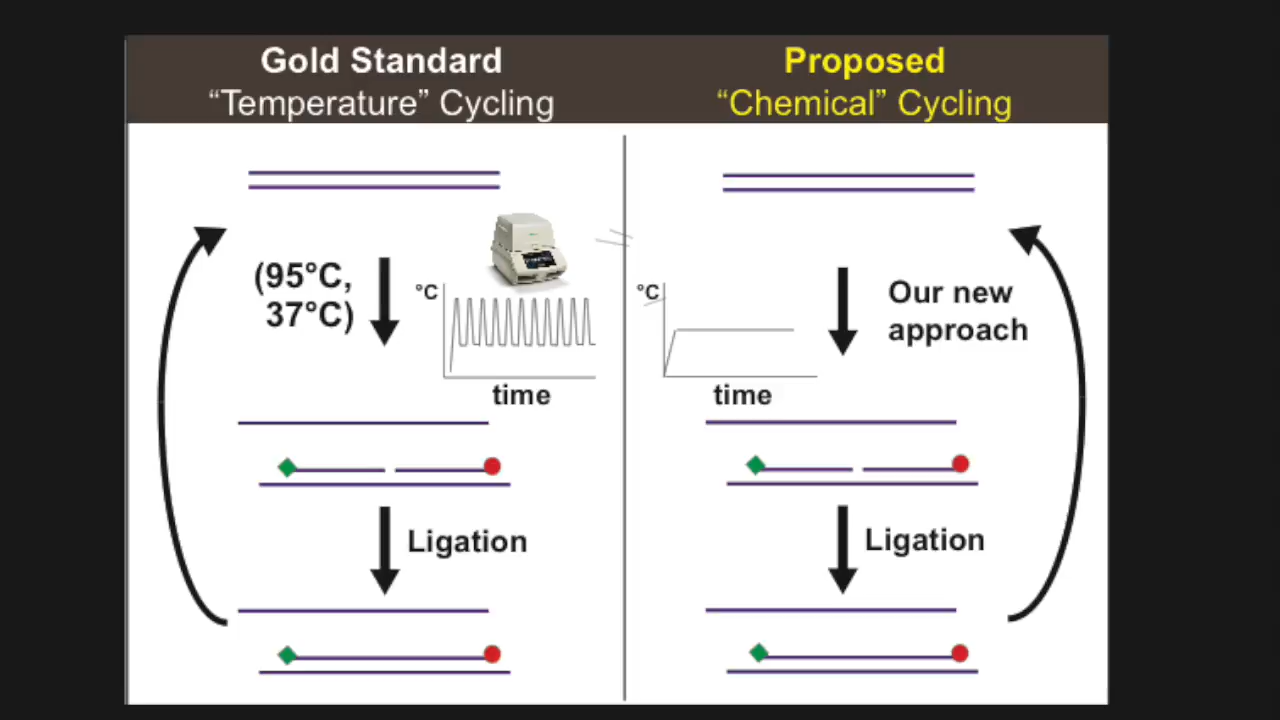 Gold Standard
“Temperature” Cycling
(95°C,
37°C)
°C
time
Ligation
Proposed
“Chemical” Cycling
°C
time
Our new
approach
Ligation